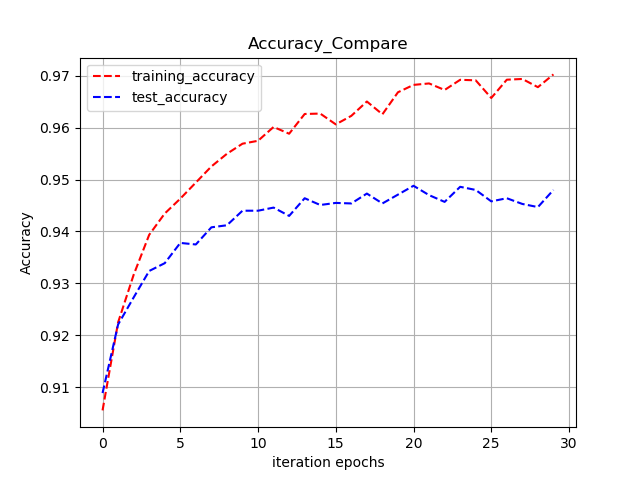 Accuracy_Compare
training_accuracy
test_accuracy
0.97
0.96
0.95
0.94
0.93
0.92
0.91
Accuracy
0 5 10 15 20 25 30
iteration epochs